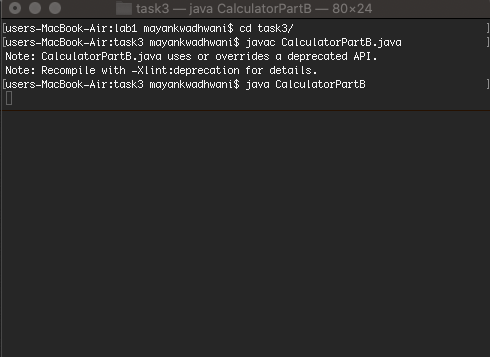 task3 — java CalculatorPartB — 80×24
[users-MacBook-Air:lab1 mayankwadhwani$ cd task3/ ]
[users-MacBook-Air:task3 mayankwadhwani$ javac CalculatorPartB.java ]
Note: CalculatorPartB.java uses or overrides a deprecated API.
Note: Recompile with -Xlint:deprecation for details.
[users-MacBook-Air:task3 mayankwadhwani$ java CalculatorPartB ]